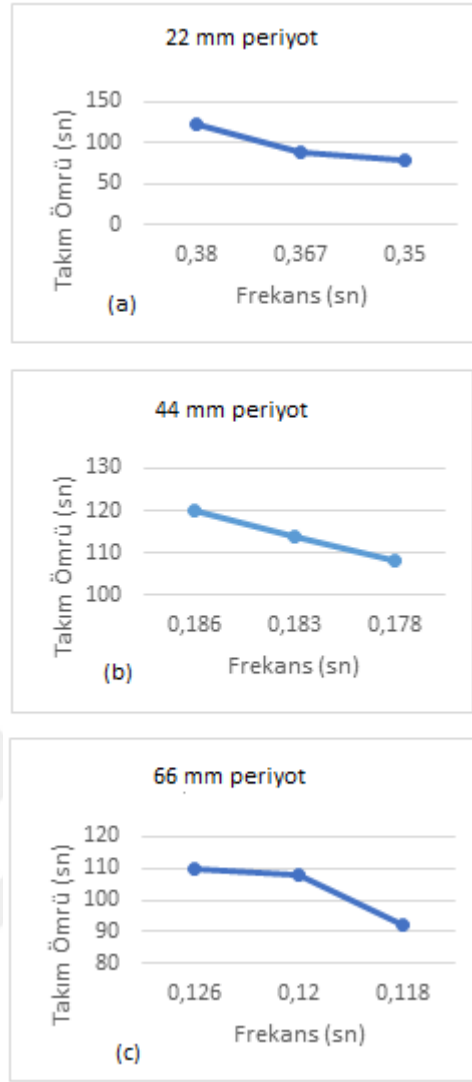 22 mm periyot
150
100
50
0
Takım Ömrü (sn)
0,38 0,367 0,35
Frekans (sn)
(a)
44 mm periyot
130
120
110
100
Takım Ömrü (sn)
0,186 0,183 0,178
Frekans (sn)
(b)
66 mm periyot
120
110
100
90
80
Takım Ömrü (sn)
0,126 0,12 0,118
Frekans (sn)
(c)